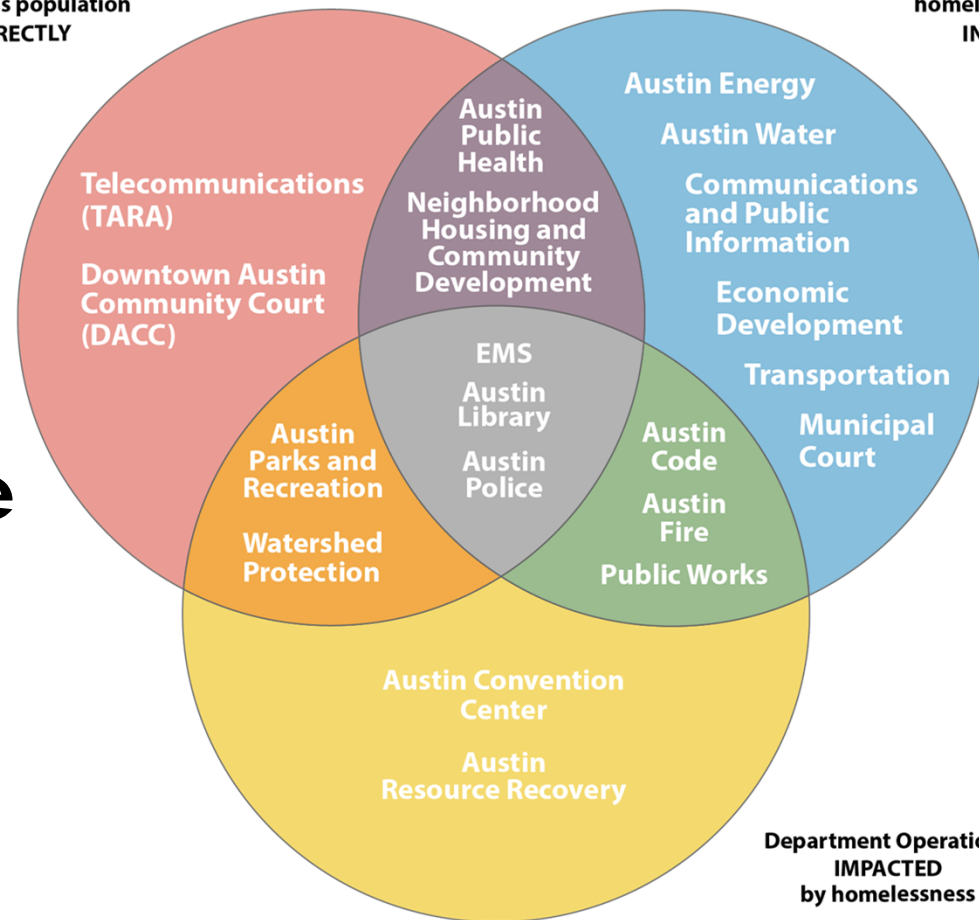 s population
RECTLY
homel
IN
Telecommunications
(TARA)
Downtown Austin
Community Court
(DACC)
Austin
Public
Health
Neighborhood
Housing and
Community
Development
Austin Energy
Austin Water
Communications
and Public
Information
Economic
Development
Transportation
Municipal
Court
EMS
Austin
Library
Austin
Police
Austin
Parks and
Recreation
Watershed
Protection
Austin
Code
Austin
Fire
Public Works
e
Austin Convention
Center
Austin
Resource Recovery
Department Operatio
IMPACTED
by homelessness